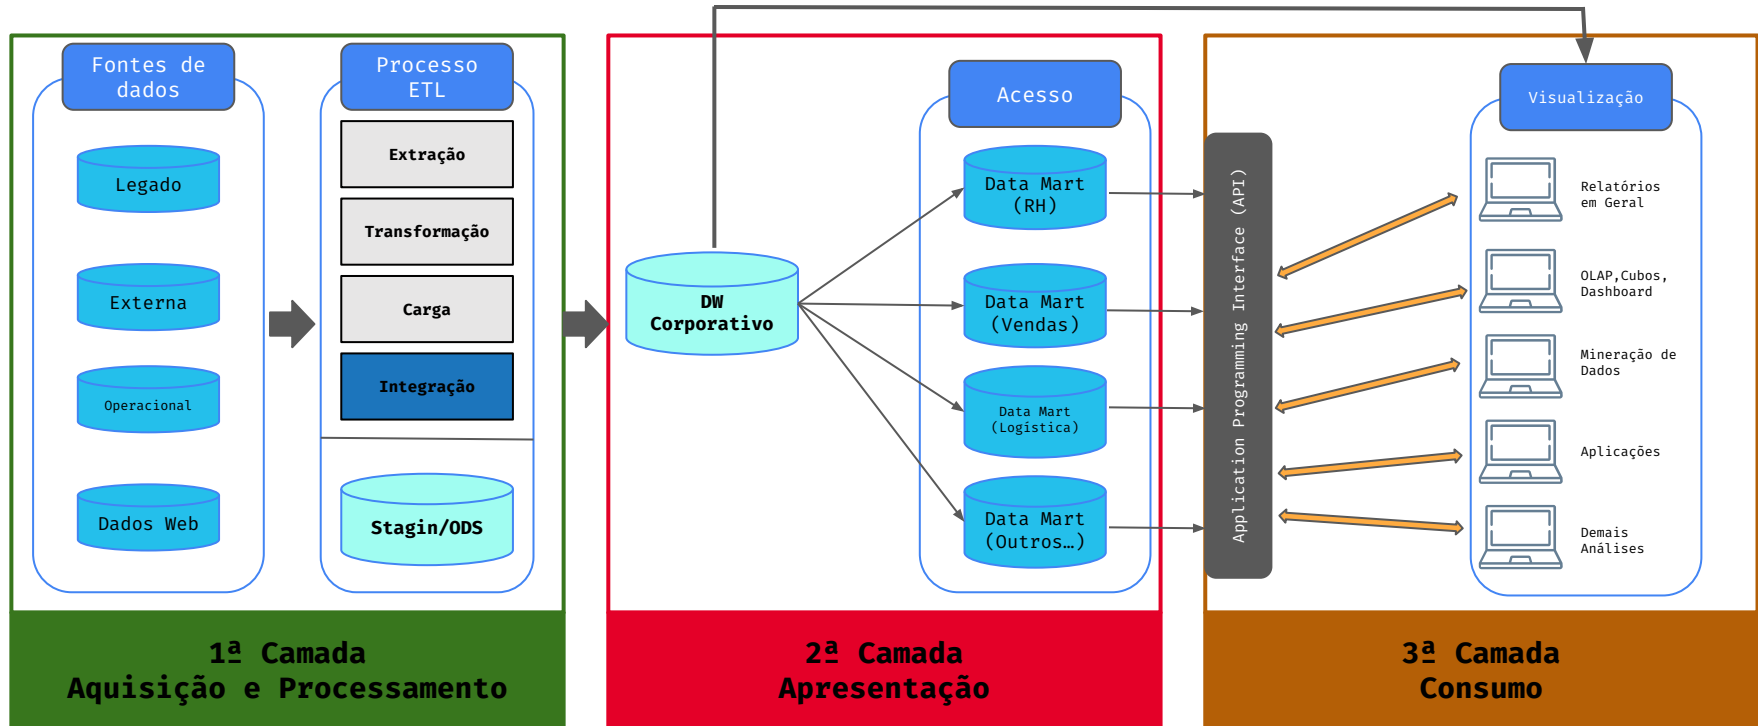 Fontes de
dados
Legado
Externa
Operacional
Dados Web
Processo
ETL
Extração
Transformação
Carga
Integração
Stagin/ODS
1ª Camada
Aquisição e Processamento
DW
Corporativo
Acesso
Data Mart
(RH)
Data Mart
(Vendas)
Data Mart
(Logística)
Data Mart
(Outros…)
2ª Camada
Apresentação
Application Programming Interface (API)
Visualização
Relatórios
em Geral
OLAP,Cubos,
Dashboard
Mineração de
Dados
Aplicações
Demais
Análises
3ª Camada
Consumo